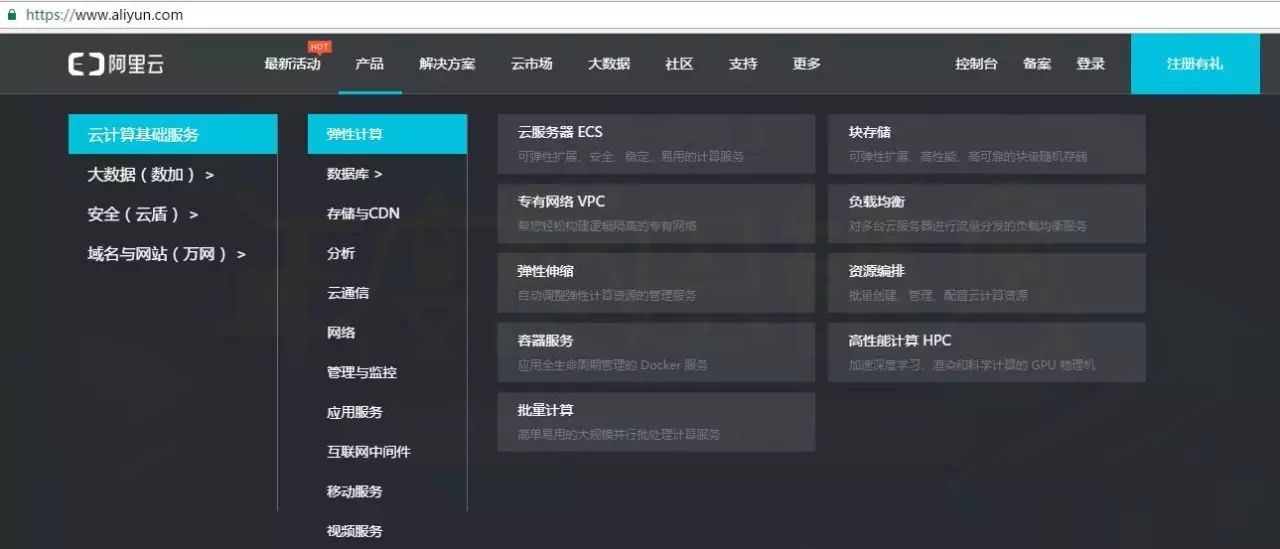 https://www.aliyun.com
阿里云
最新活动
HOT
产品
解决方案
云市场
大数据
社区
支持
更多
控制台
备案
登录
注册有礼
云计算基础服务
大数据（数加） >
安全（云盾） >
域名与网站（万网） >
弹性计算
数据库 >
存储与CDN
分析
云通信
网络
管理与监控
应用服务
互联网中间件
移动服务
视频服务
云服务器 ECS
可弹性扩展、安全、稳定、易用的计算服务
块存储
可弹性扩展、高性能、高可靠的块级随机存储
专有网络 VPC
帮您轻松构建逻辑隔离的专有网络
负载均衡
对多台云服务器进行流量分发的负载均衡服务
弹性伸缩
自动调整弹性计算资源的管理服务
资源编排
批量创建、管理、配置云计算资源
容器服务
应用全生命周期管理的 Docker 服务
高性能计算 HPC
加速深度学习、渲染和科学计算的 GPU 物理机
批量计算
简单易用的大规模并行批处理计算服务